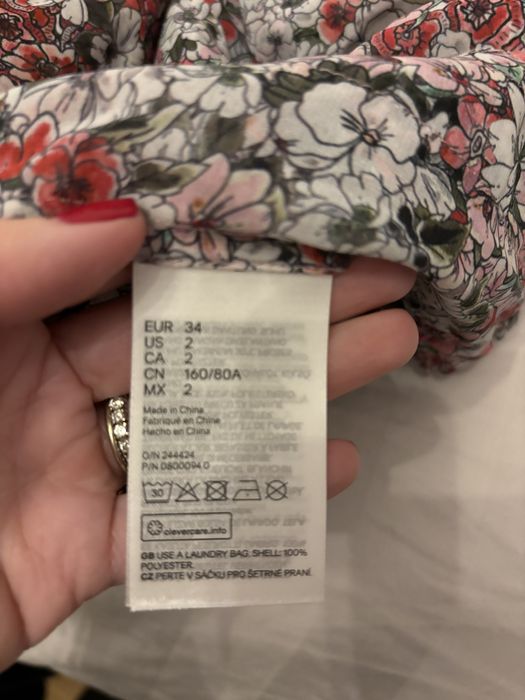 EUR 34
US 2
CA 2
CN 160/80A
MX 2
Made in China
Fabriqué en Chine
Hecho en China
O/N 244424
P/N 0800094.0
30
clevercare.info
GB USE A LAUNDRY BAG. SHELL: 100%
POLYESTER.
CZ PERTE V SÁČKU PRO ŠETRNÉ PRANÍ.